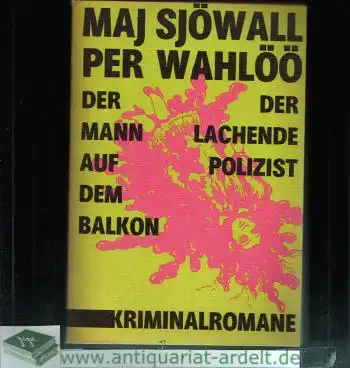 MAJ SJÖWALL
PER WAHLÖÖ
DER
MANN
AUF
DEM
BALKON
DER
LACHENDE
POLIZIST
KRIMINALROMANE
www.antiquariat-ardelt.de